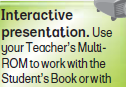 Interactive
presentation. Use
your Teacher's Multi-
ROM to work with the
Student's Book or with